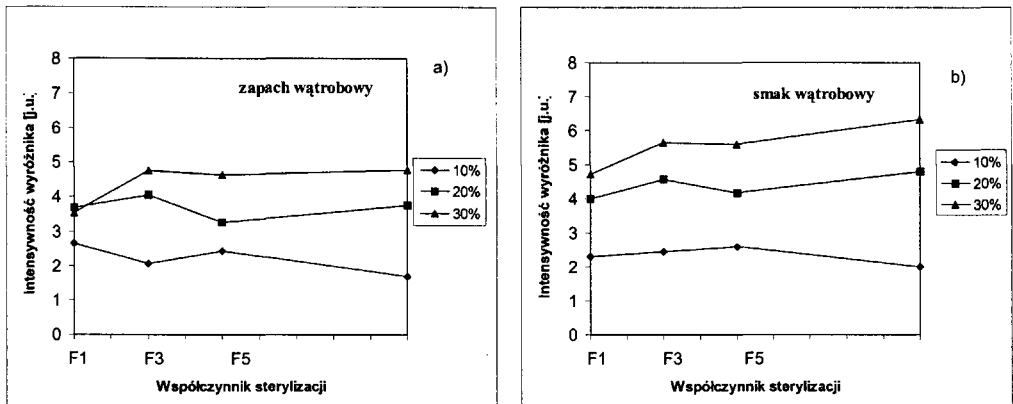 a)
zapach wątrobowy
Intensywność wyróżnika [j.u.]
8
7
6
5
4
3
2
1
0
F1 F3 F5
Współczynnik sterylizacji
10%
20%
30%
b)
smak wątrobowy
Intensywność wyróżnika [j.u.]
8
7
6
5
4
3
2
1
0
F1 F3 F5
Współczynnik sterylizacji
10%
20%
30%